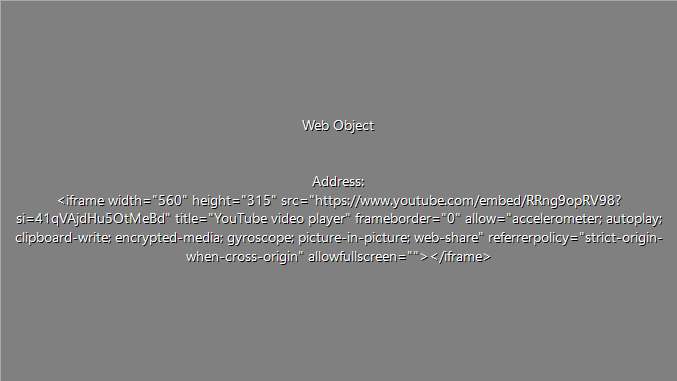 Web Object
Address:
<iframe width="560" height="315" src="https://www.youtube.com/embed/RRng9opRV98?
si=41qVAjdHu5OtMeBd" title="YouTube video player" frameborder="0" allow="accelerometer; autoplay;
clipboard-write; encrypted-media; gyroscope; picture-in-picture; web-share" referrerpolicy="strict-origin-
when-cross-origin" allowfullscreen=""></iframe>